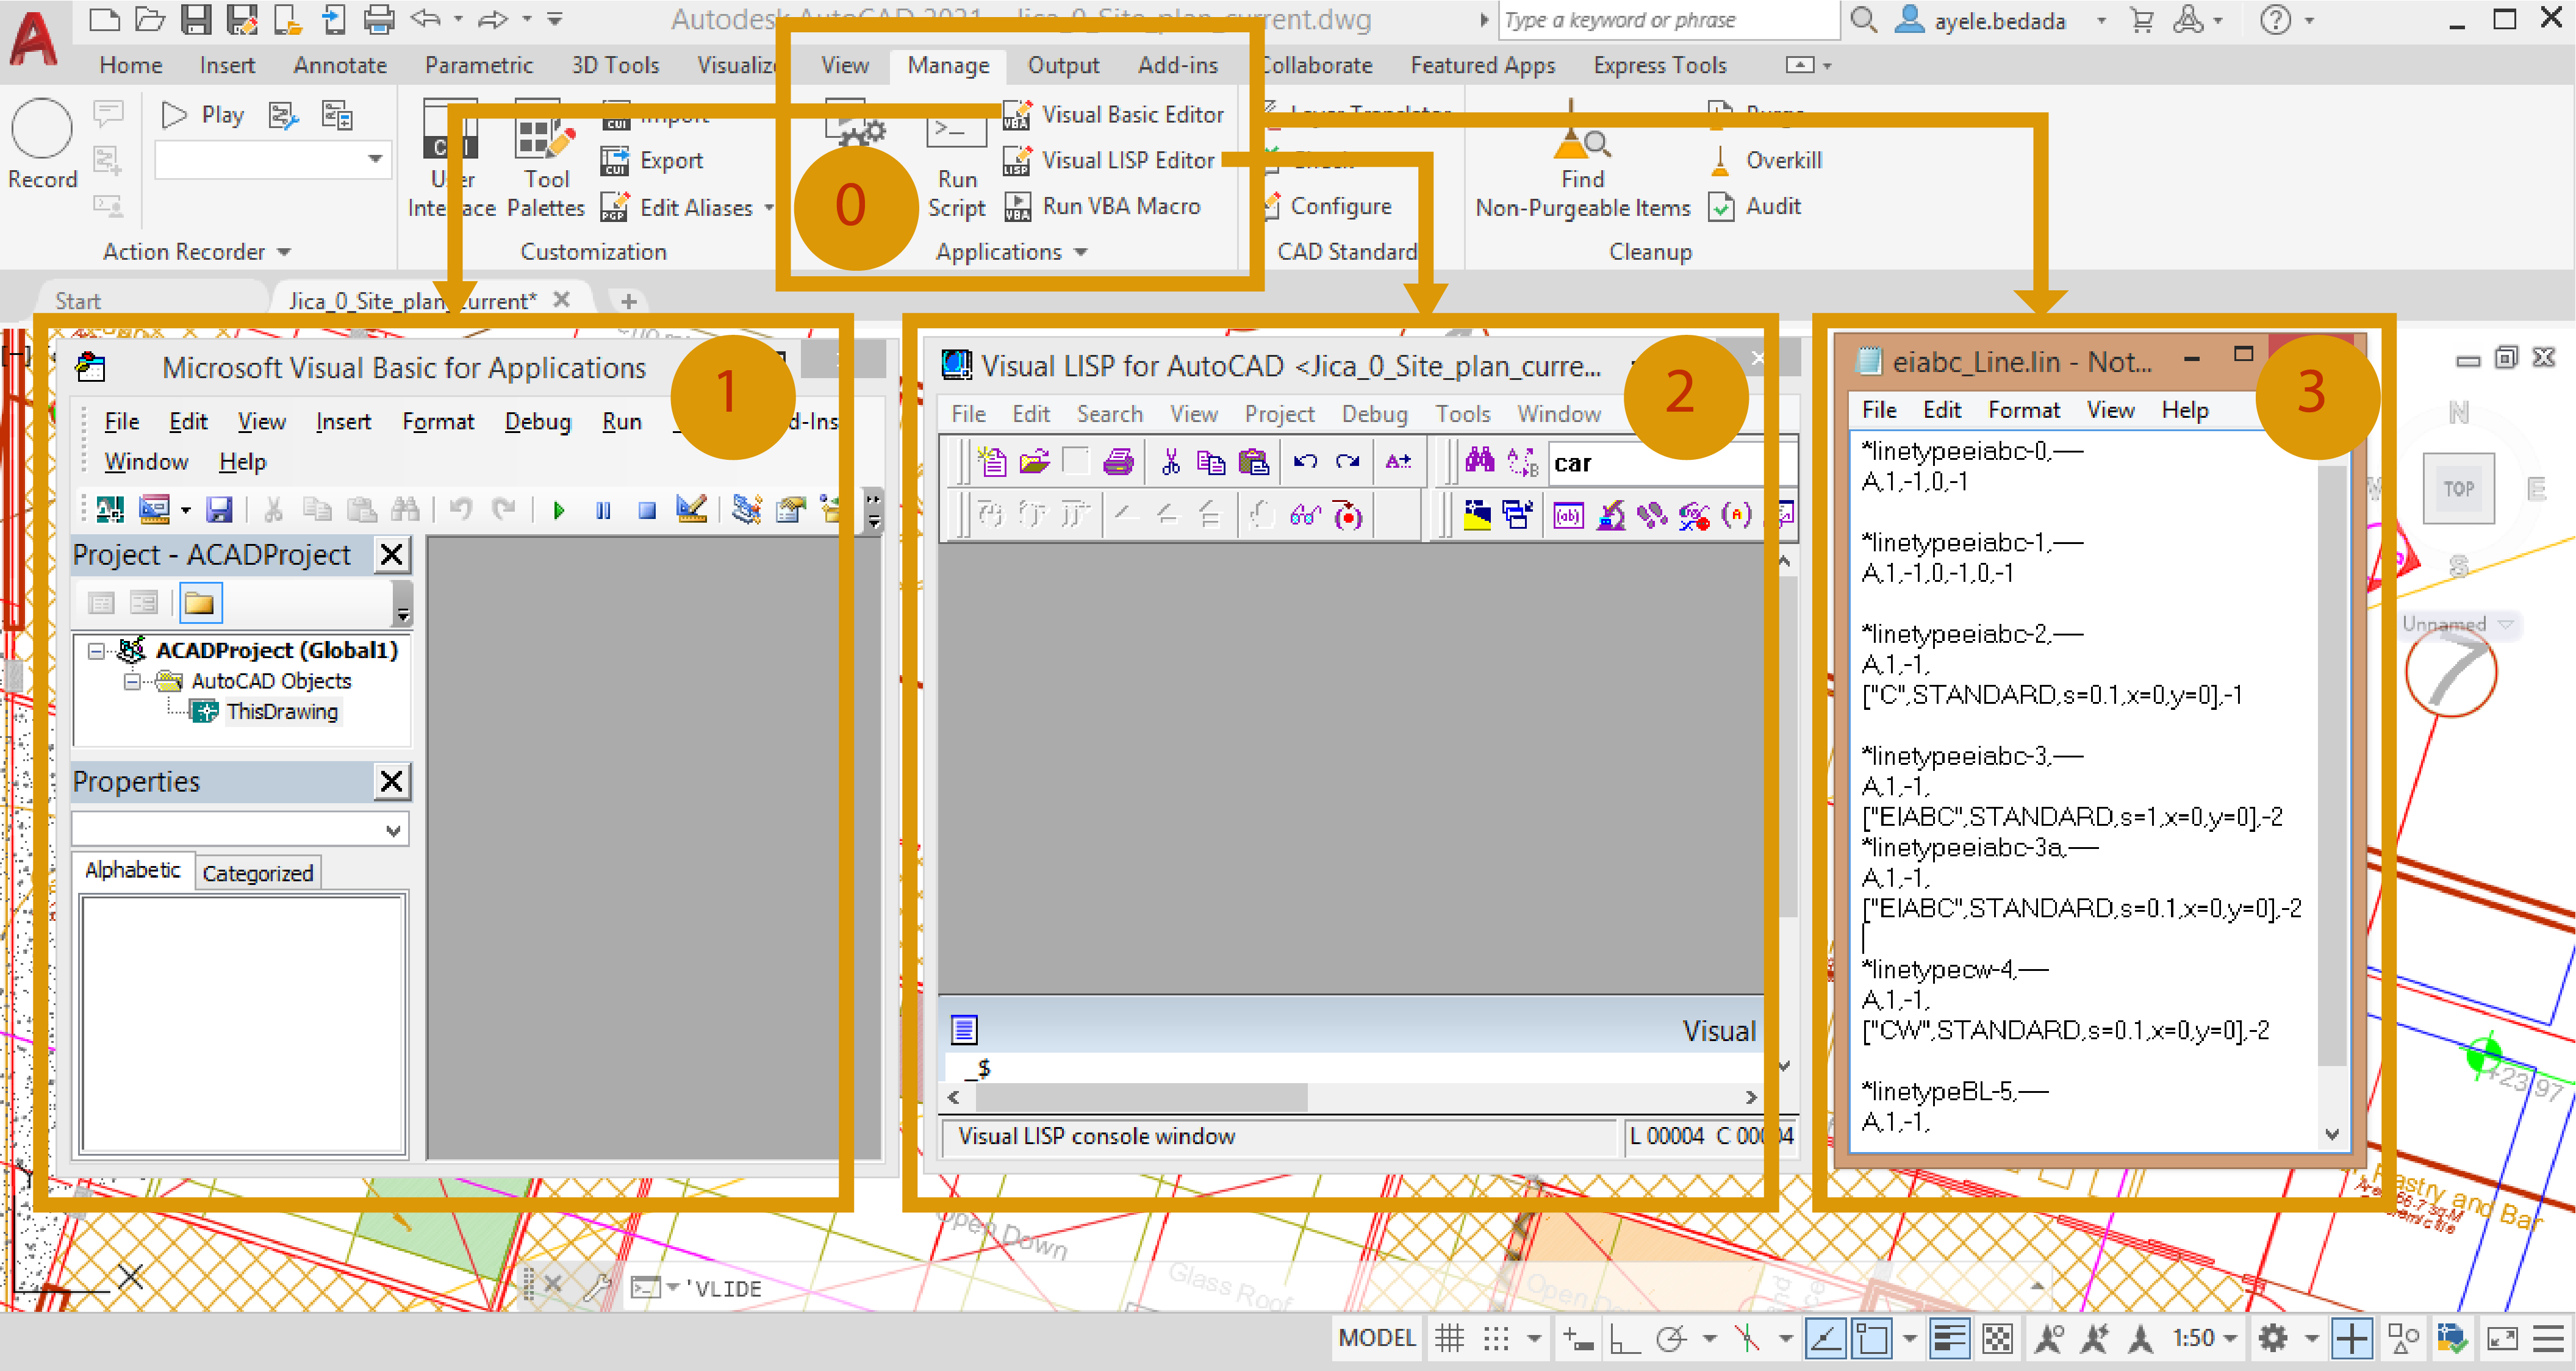 Autodesk AutoCAD 2021 Jica_0_Site_plan_current.dwg
Type a keyword or phrase
ayele.bedada
Home Insert Annotate Parametric 3D Tools Visualize View Manage Output Add-ins Collaborate Featured Apps Express Tools
Record
Play
Action Recorder
User Interface
Tool Palettes
Import
Export
Edit Aliases
Customization
0
Run Script
Visual Basic Editor
Visual LISP Editor
Run VBA Macro
Applications
Layer Translator
Check
Configure
CAD Standard
Find
Non-Purgeable Items
Purge
Overkill
Audit
Cleanup
Start
Jica_0_Site_plan_current*
Microsoft Visual Basic for Applications
1
File Edit View Insert Format Debug Run
Window Help
Project - ACADProject
ACADProject (Global1)
AutoCAD Objects
ThisDrawing
Properties
Alphabetic Categorized
Visual LISP for AutoCAD <Jica_0_Site_plan_curre...
2
File Edit Search View Project Debug Tools Window
car
Visual
_$
Visual LISP console window
L 00004 C 00004
eiabc_Line.lin - Not...
3
File Edit Format View Help
*linetypeeiabc-0,----
A,1,-1,0,-1
*linetypeeiabc-1,----
A,1,-1,0,-1,0,-1
*linetypeeiabc-2,----
A,1,-1,
["C",STANDARD,s=0.1,x=0,y=0],-1
*linetypeeiabc-3,----
A,1,-1,
["EIABC",STANDARD,s=1,x=0,y=0],-2
*linetypeeiabc-3a,----
A,1,-1,
["EIABC",STANDARD,s=0.1,x=0,y=0],-2
*linetypecw-4,----
A,1,-1,
["CW",STANDARD,s=0.1,x=0,y=0],-2
*linetypeBL-5,----
A,1,-1,
N
TOP
E
S
Unnamed
7
+23.97
Pastry and Bar
Open Down
Glass Roof
'VLIDE
MODEL
1:50